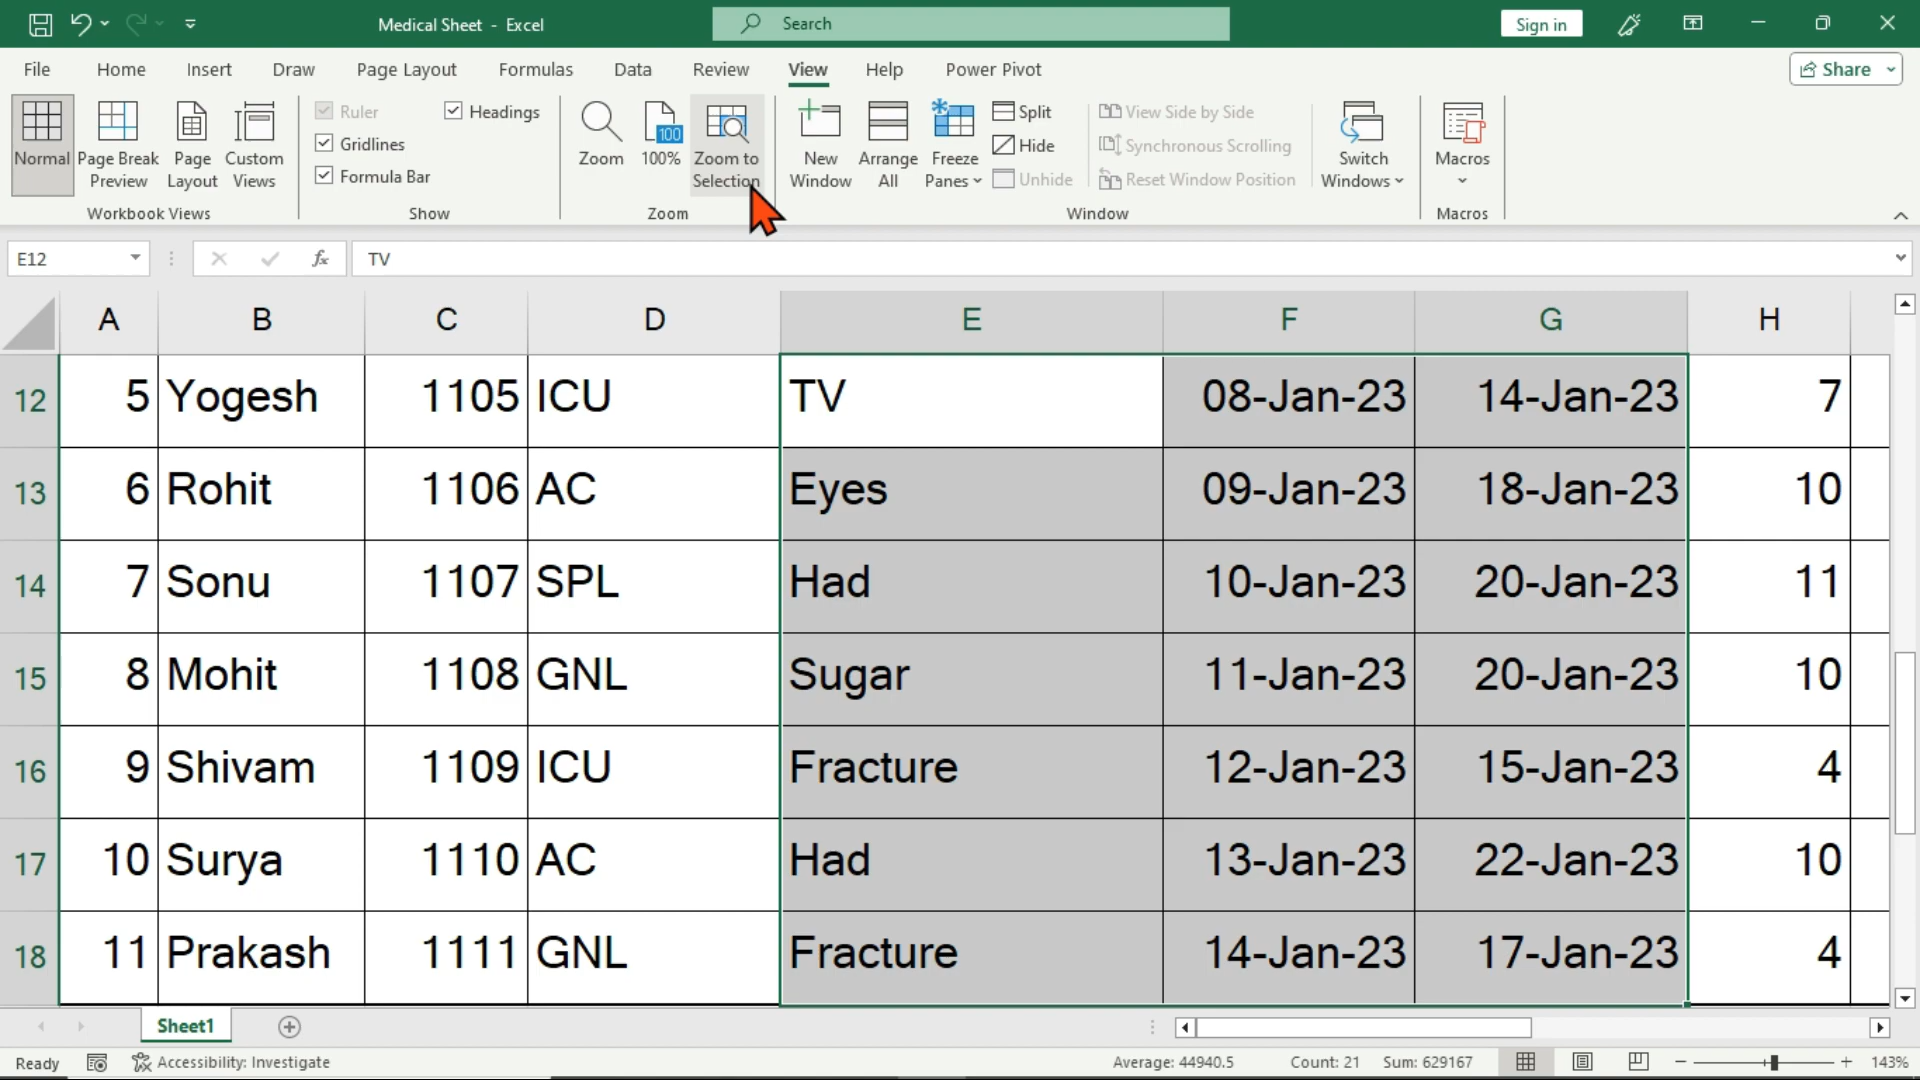 Medical Sheet - Excel
Search
Sign in
File Home Insert Draw Page Layout Formulas Data Review View Help Power Pivot
Share
Normal
Page Break Preview
Page Layout
Custom Views
Workbook Views
Ruler
Gridlines
Formula Bar
Headings
Show
Zoom
100
100%
Zoom to Selection
Zoom
New Window
Arrange All
Freeze Panes
Split
Hide
Unhide
View Side by Side
Synchronous Scrolling
Reset Window Position
Switch Windows
Window
Macros
Macros
E12 fx TV
A B C D E F G H
12 5 Yogesh 1105 ICU TV 08-Jan-23 14-Jan-23 7
13 6 Rohit 1106 AC Eyes 09-Jan-23 18-Jan-23 10
14 7 Sonu 1107 SPL Had 10-Jan-23 20-Jan-23 11
15 8 Mohit 1108 GNL Sugar 11-Jan-23 20-Jan-23 10
16 9 Shivam 1109 ICU Fracture 12-Jan-23 15-Jan-23 4
17 10 Surya 1110 AC Had 13-Jan-23 22-Jan-23 10
18 11 Prakash 1111 GNL Fracture 14-Jan-23 17-Jan-23 4
Sheet1
Ready Accessibility: Investigate Average: 44940.5 Count: 21 Sum: 629167 143%